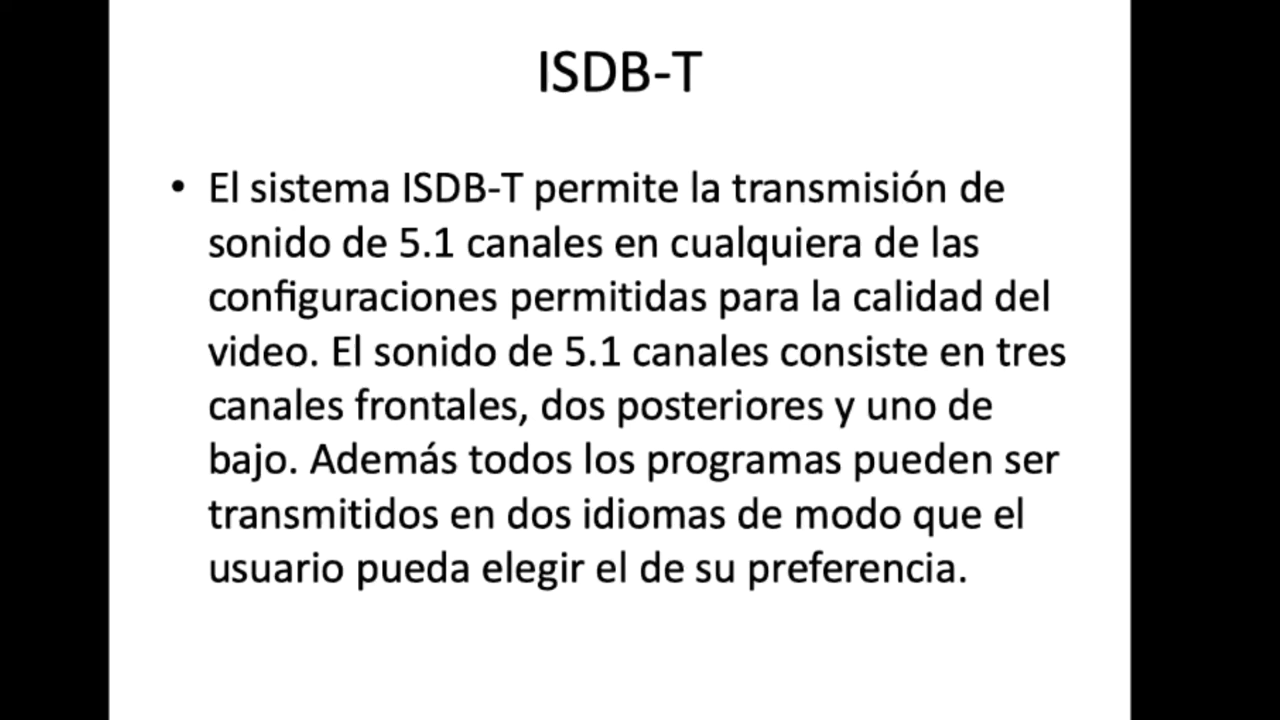 ISDB-T
• El sistema ISDB-T permite la transmisión de
sonido de 5.1 canales en cualquiera de las
configuraciones permitidas para la calidad del
video. El sonido de 5.1 canales consiste en tres
canales frontales, dos posteriores y uno de
bajo. Además todos los programas pueden ser
transmitidos en dos idiomas de modo que el
usuario pueda elegir el de su preferencia.